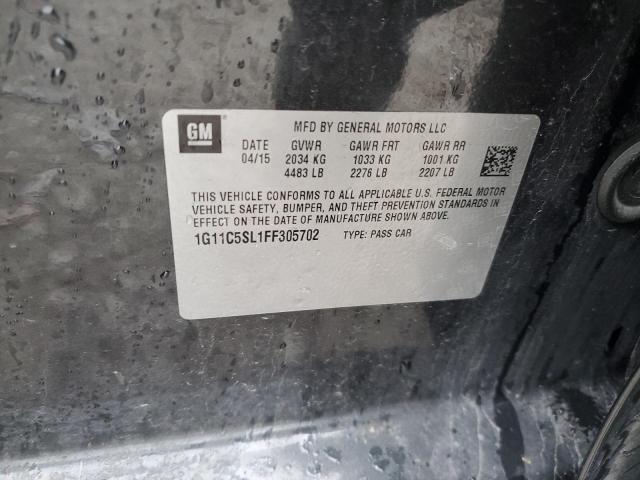 GM
MFD BY GENERAL MOTORS LLC
DATE GVWR GAWR FRT GAWR RR
04/15 2034 KG 1033 KG 1001 KG
4483 LB 2276 LB 2207 LB
THIS VEHICLE CONFORMS TO ALL APPLICABLE U.S. FEDERAL MOTOR
VEHICLE SAFETY, BUMPER, AND THEFT PREVENTION STANDARDS IN
EFFECT ON THE DATE OF MANUFACTURE SHOWN ABOVE.
1G11C5SL1FF305702 TYPE: PASS CAR